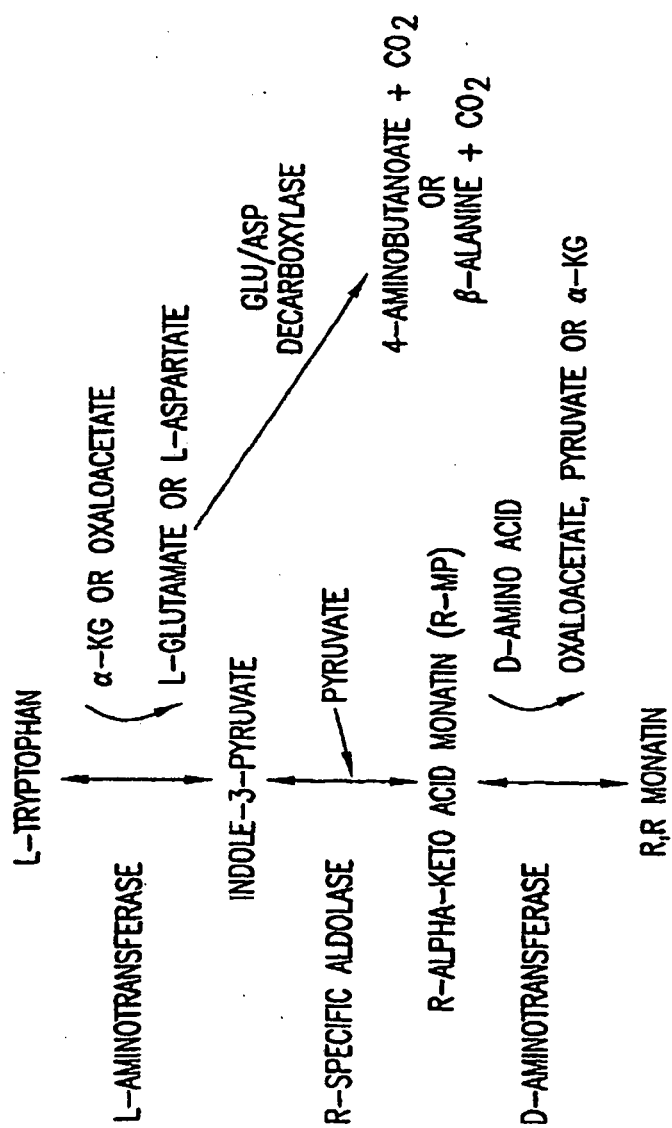 L-TRYPTOPHAN
L-AMINOTRANSFERASE
α-KG OR OXALOACETATE
L-GLUTAMATE OR L-ASPARTATE
GLU/ASP
DECARBOXYLASE
INDOLE-3-PYRUVATE
R-SPECIFIC ALDOLASE
PYRUVATE
4-AMINOBUTANOATE + CO2
OR
β-ALANINE + CO2
R-ALPHA-KETO ACID MONATIN (R-MP)
D-AMINOTRANSFERASE
D-AMINO ACID
OXALOACETATE, PYRUVATE OR α-KG
R,R MONATIN